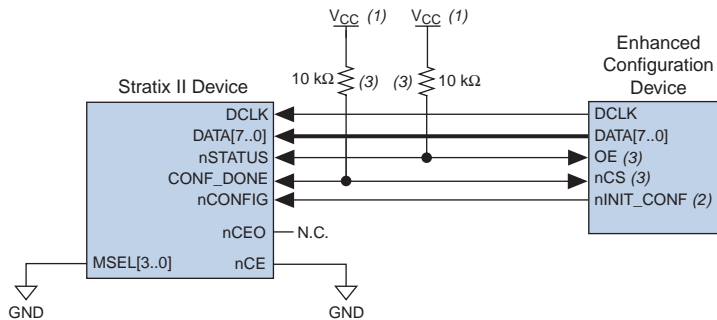 VCC (1) VCC (1)
10 kΩ (3) (3) 10 kΩ
Stratix II Device
DCLK
DATA[7..0]
nSTATUS
CONF_DONE
nCONFIG
nCEO N.C.
MSEL[3..0] nCE
GND GND
Enhanced
Configuration
Device
DCLK
DATA[7..0]
OE (3)
nCS (3)
nINIT_CONF (2)